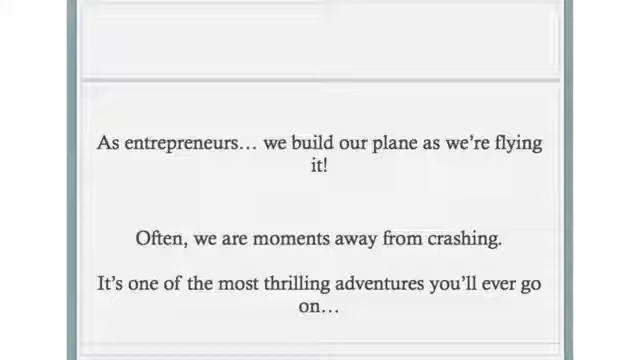 As entrepreneurs… we build our plane as we’re flying
it!
Often, we are moments away from crashing.
It’s one of the most thrilling adventures you’ll ever go
on…